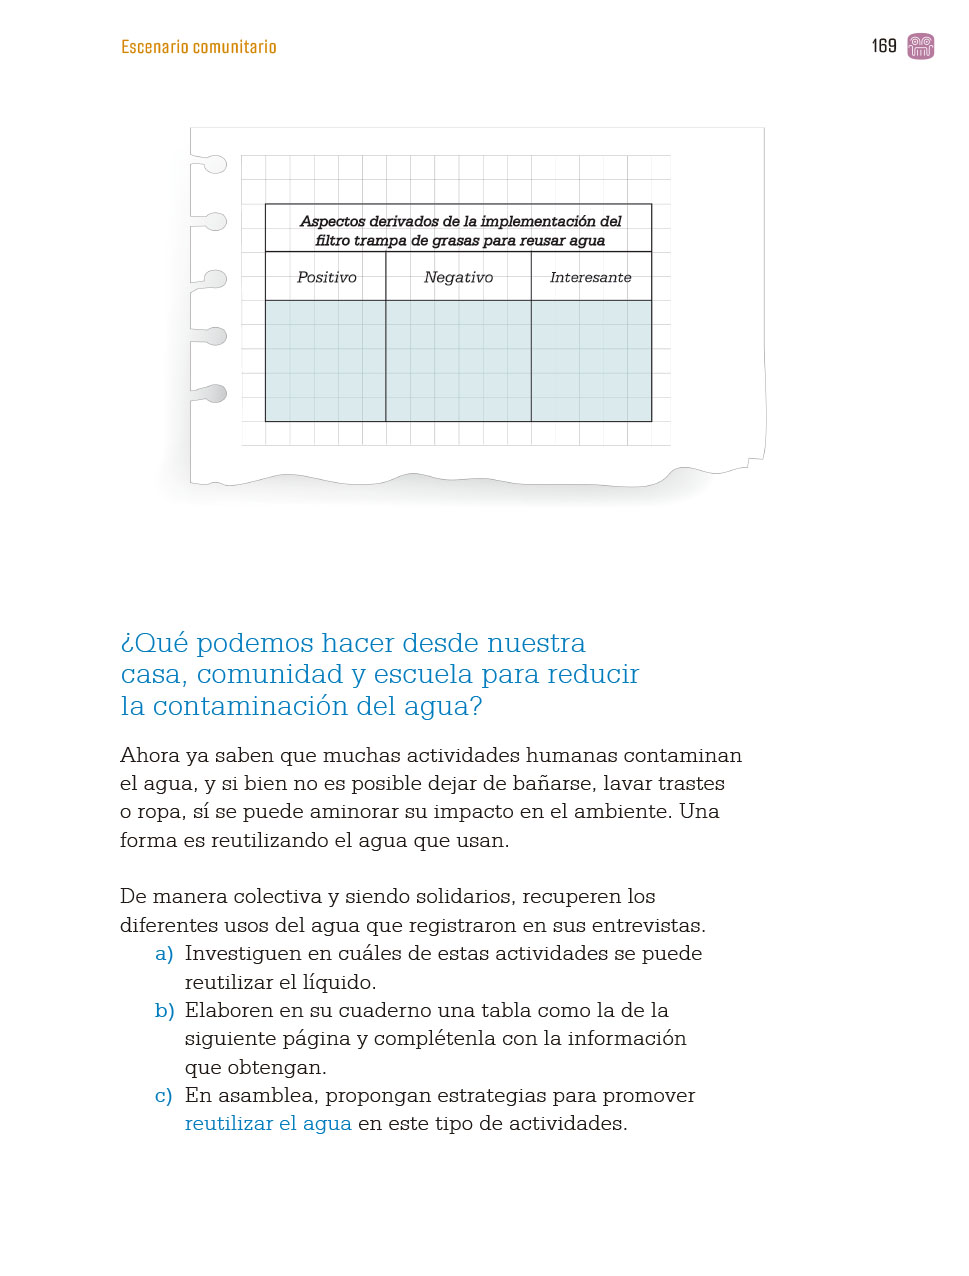 Escenario comunitario
169
Aspectos derivados de la implementación del
filtro trampa de grasas para reusar agua
Positivo Negativo Interesante
¿Qué podemos hacer desde nuestra
casa, comunidad y escuela para reducir
la contaminación del agua?
Ahora ya saben que muchas actividades humanas contaminan
el agua, y si bien no es posible dejar de bañarse, lavar trastes
o ropa, sí se puede aminorar su impacto en el ambiente. Una
forma es reutilizando el agua que usan.
De manera colectiva y siendo solidarios, recuperen los
diferentes usos del agua que registraron en sus entrevistas.
a) Investiguen en cuáles de estas actividades se puede
reutilizar el líquido.
b) Elaboren en su cuaderno una tabla como la de la
siguiente página y complétenla con la información
que obtengan.
c) En asamblea, propongan estrategias para promover
reutilizar el agua en este tipo de actividades.